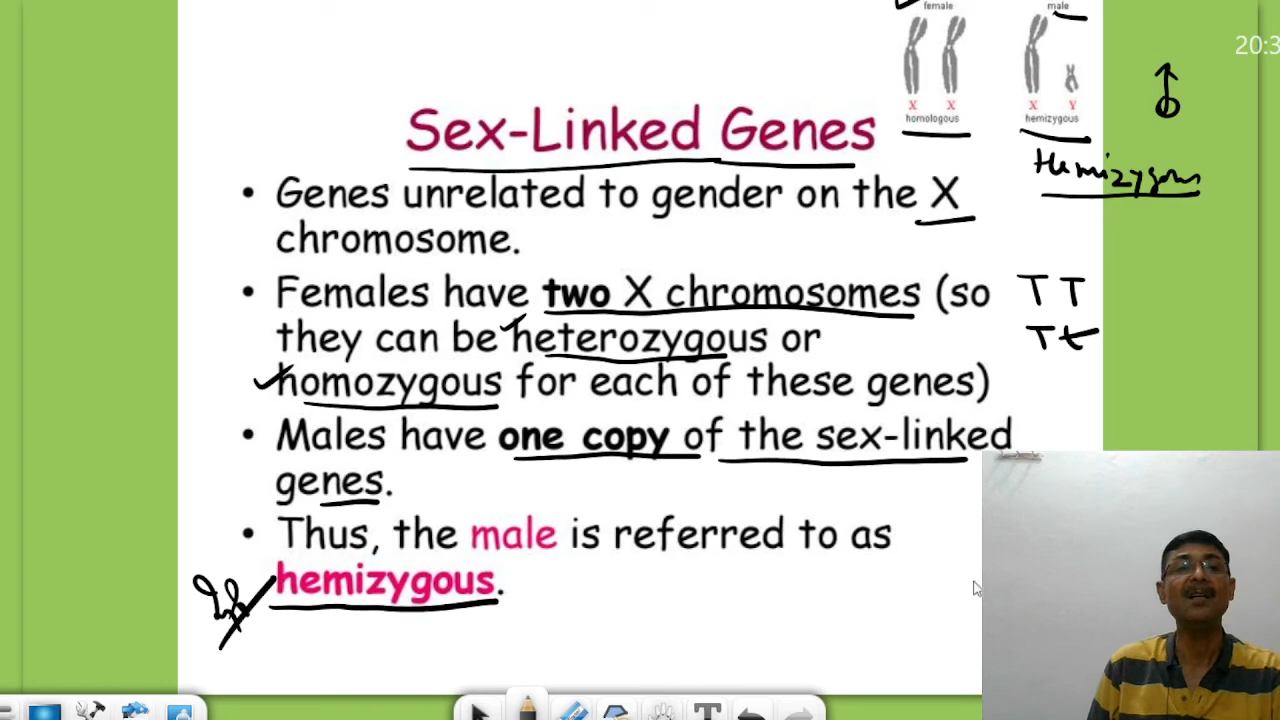 female male
20:3
X X X Y
homologous hemizygous
Sex-Linked Genes
Hemizygous
• Genes unrelated to gender on the X
chromosome.
• Females have two X chromosomes (so
they can be heterozygous or
homozygous for each of these genes)
T T
T t
• Males have one copy of the sex-linked
genes.
• Thus, the male is referred to as
hemizygous.